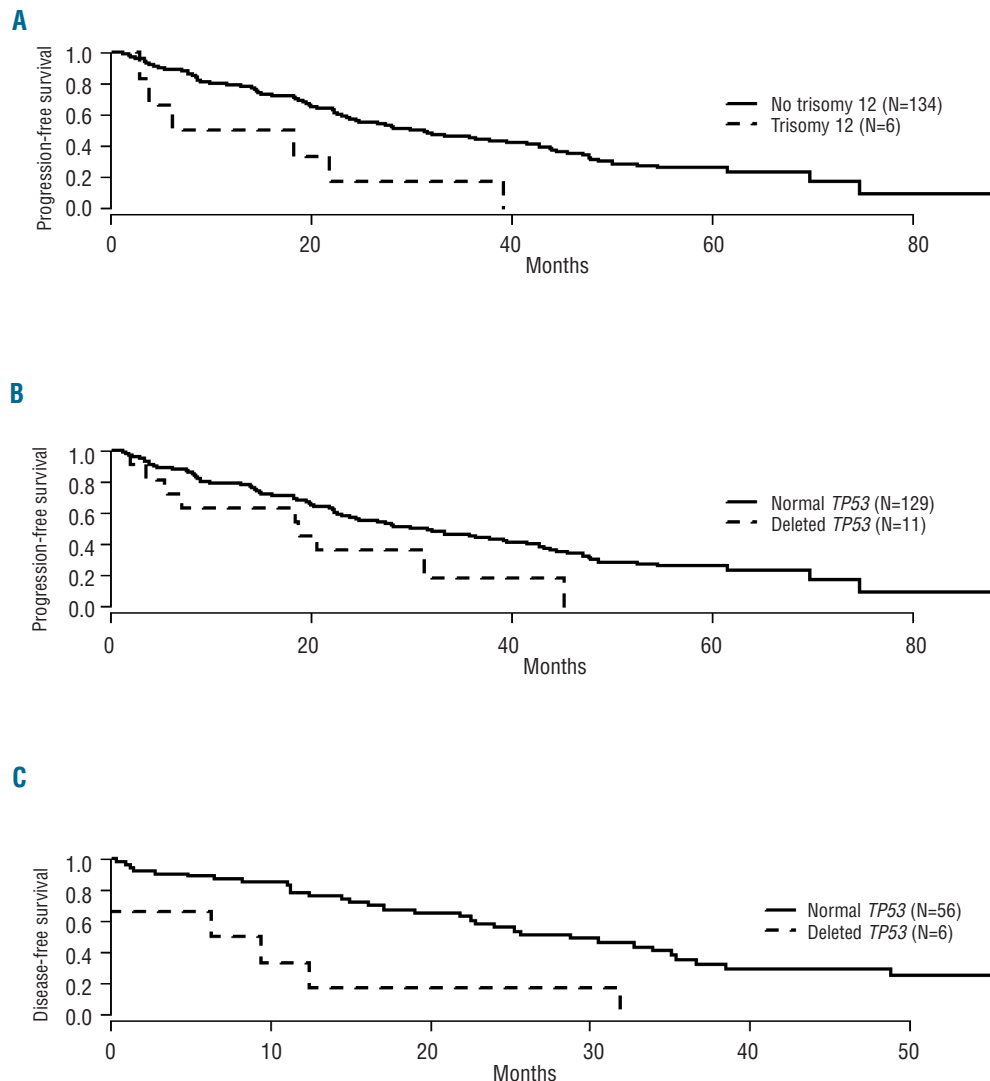 A
Progression-free survival
1.0
0.8
0.6
0.4
0.2
0.0
No trisomy 12 (N=134)
Trisomy 12 (N=6)
0 20 40 60 80
Months
B
Progression-free survival
1.0
0.8
0.6
0.4
0.2
0.0
Normal TP53 (N=129)
Deleted TP53 (N=11)
0 20 40 60 80
Months
C
Disease-free survival
1.0
0.8
0.6
0.4
0.2
0.0
Normal TP53 (N=56)
Deleted TP53 (N=6)
0 10 20 30 40 50
Months